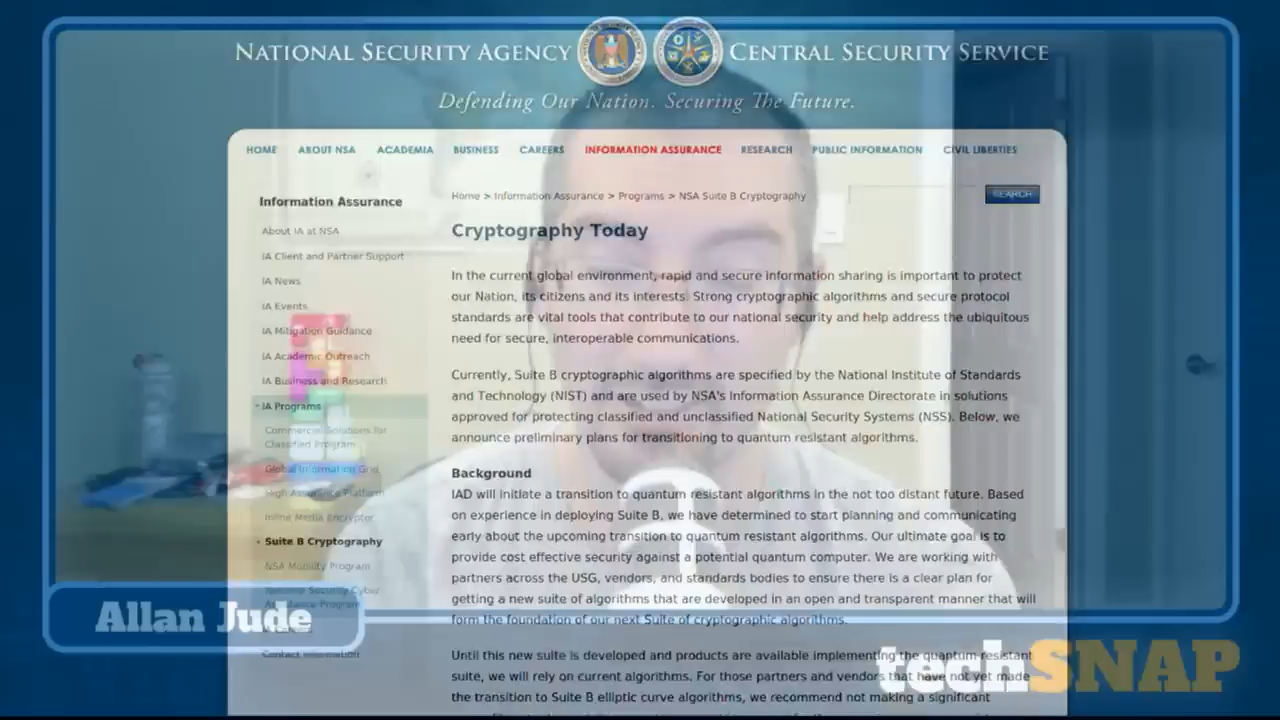 NATIONAL SECURITY AGENCY CENTRAL SECURITY SERVICE
Defending Our Nation. Securing The Future.
HOME ABOUT NSA ACADEMIA BUSINESS CAREERS INFORMATION ASSURANCE RESEARCH PUBLIC INFORMATION CIVIL LIBERTIES
Home > Information Assurance > Programs > NSA Suite B Cryptography
SEARCH
Information Assurance
About IA at NSA
IA Client and Partner Support
IA News
IA Events
IA Mitigation Guidance
IA Academic Outreach
IA Business and Research
IA Programs
Commercial Solutions for
Classified Program
Global Information Grid
High Assurance Platform
Inline Media Encryptor
Suite B Cryptography
NSA Mobility Program
National Security Cyber
Assistance Program
Contact Information
Cryptography Today
In the current global environment, rapid and secure information sharing is important to protect
our Nation, its citizens and its interests. Strong cryptographic algorithms and secure protocol
standards are vital tools that contribute to our national security and help address the ubiquitous
need for secure, interoperable communications.
Currently, Suite B cryptographic algorithms are specified by the National Institute of Standards
and Technology (NIST) and are used by NSA's Information Assurance Directorate in solutions
approved for protecting classified and unclassified National Security Systems (NSS). Below, we
announce preliminary plans for transitioning to quantum resistant algorithms.
Background
IAD will initiate a transition to quantum resistant algorithms in the not too distant future. Based
on experience in deploying Suite B, we have determined to start planning and communicating
early about the upcoming transition to quantum resistant algorithms. Our ultimate goal is to
provide cost effective security against a potential quantum computer. We are working with
partners across the USG, vendors, and standards bodies to ensure there is a clear plan for
getting a new suite of algorithms that are developed in an open and transparent manner that will
form the foundation of our next Suite of cryptographic algorithms.
Until this new suite is developed and products are available implementing the quantum resistant
suite, we will rely on current algorithms. For those partners and vendors that have not yet made
the transition to Suite B elliptic curve algorithms, we recommend not making a significant
Allan Jude
techSNAP